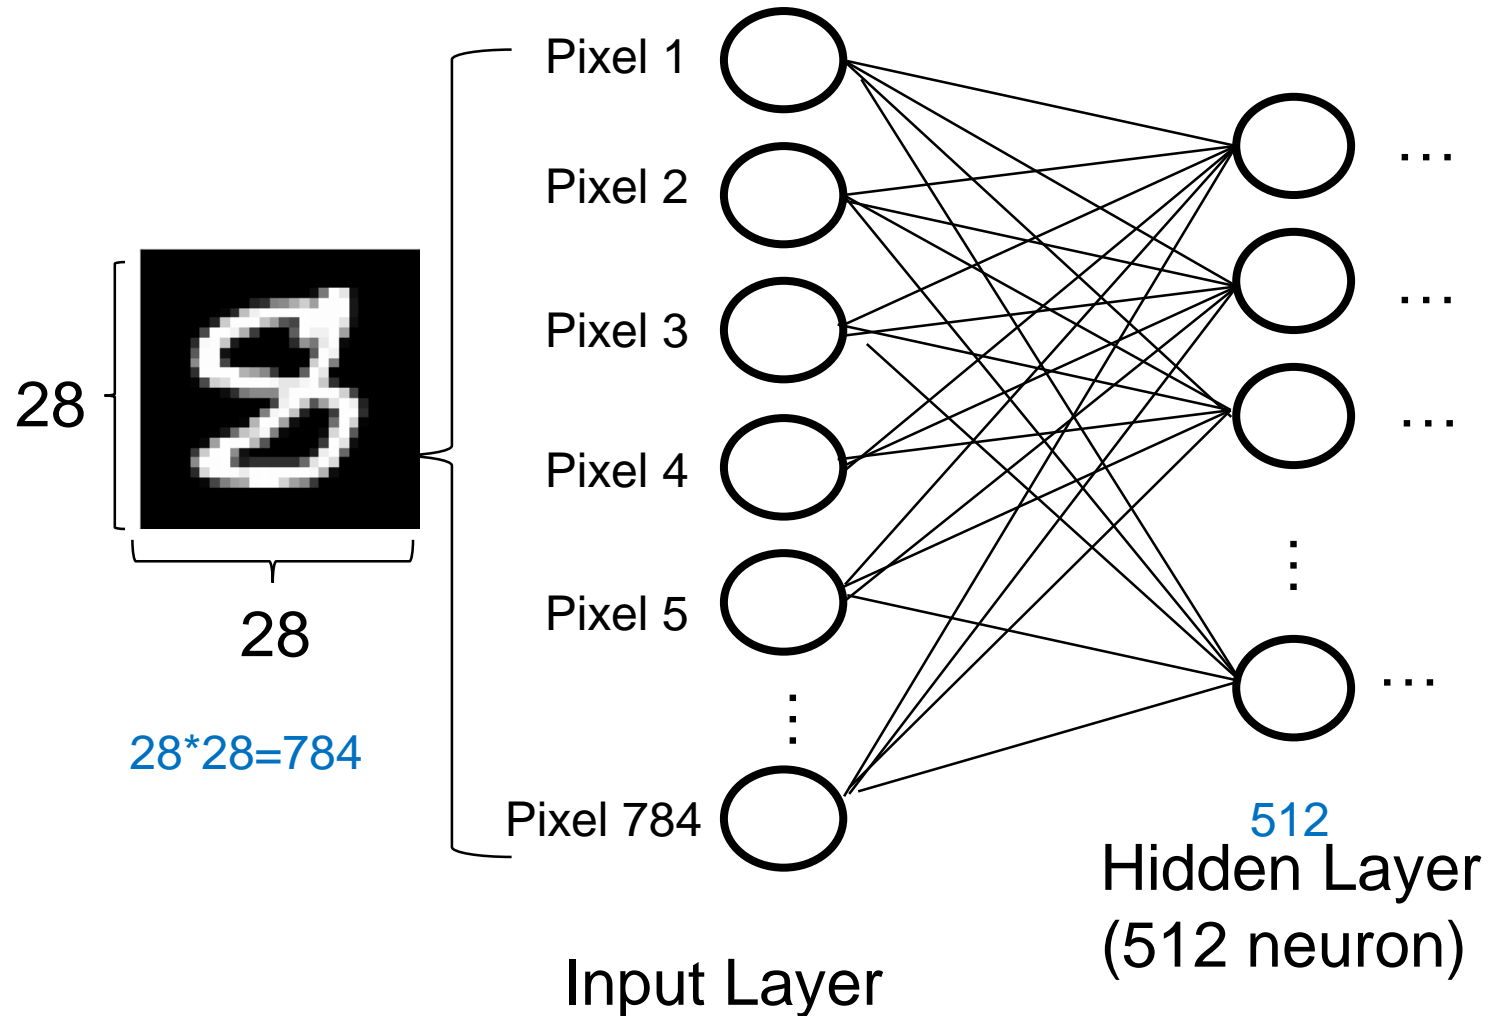 Pixel 1
Pixel 2
Pixel 3
Pixel 4
Pixel 5
⋮
Pixel 784
28
28
28*28=784
Input Layer
…
…
…
⋮
…
512
Hidden Layer
(512 neuron)